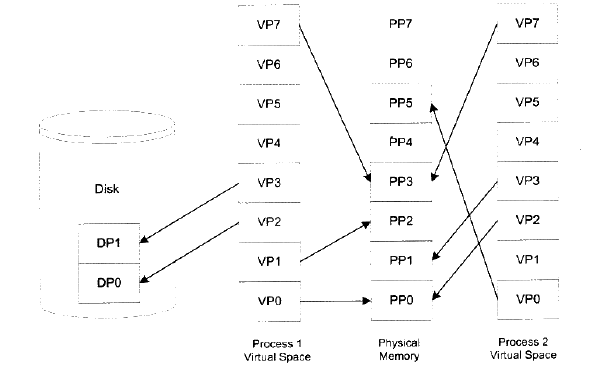 VP7 PP7 VP7
VP6 PP6 VP6
VP5 PP5 VP5
VP4 PP4 VP4
Disk VP3 PP3 VP3
VP2 PP2 VP2
DP1
VP1 PP1 VP1
DP0
VP0 PP0 VP0
Process 1 Physical Process 2
Virtual Space Memory Virtual Space